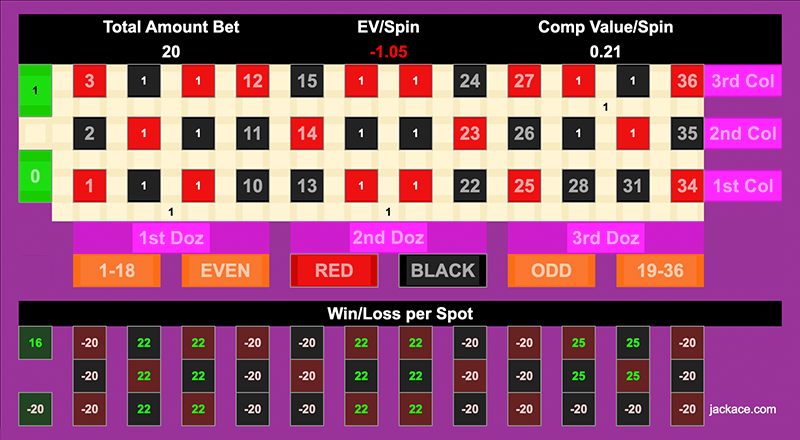 Total Amount Bet EV/Spin Comp Value/Spin
20 -1.05 0.21
1 3 1 1 12 15 1 1 24 27 1 1 36 3rd Col
1
2 1 1 11 14 1 1 23 26 1 1 35 2nd Col
0 1 1 1 10 13 1 1 22 25 28 31 34 1st Col
1 1
1st Doz 2nd Doz 3rd Doz
1-18 EVEN RED BLACK ODD 19-36
Win/Loss per Spot
16 -20 22 22 -20 -20 22 22 -20 -20 25 25 -20
-20 22 22 -20 -20 22 22 -20 -20 25 25 -20
-20 -20 22 22 -20 -20 22 22 -20 -20 -20 -20 -20 jackace.com